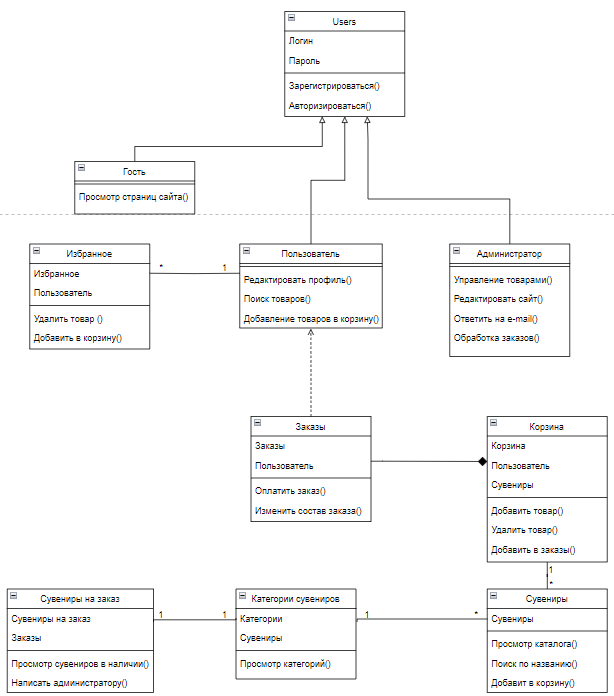 Users
Логин
Пароль
Зарегистрироваться()
Авторизироваться()
Гость
Просмотр страниц сайта()
Избранное
Избранное
Пользователь
Удалить товар ()
Добавить в корзину()
* 1
Пользователь
Редактировать профиль()
Поиск товаров()
Добавление товаров в корзину()
Администратор
Управление товарами()
Редактировать сайт()
Ответить на e-mail()
Обработка заказов()
Заказы
Заказы
Пользователь
Оплатить заказ()
Изменить состав заказа()
Корзина
Корзина
Пользователь
Сувениры
Добавить товар()
Удалить товар()
Добавить в заказы()
1
*
Сувениры на заказ
Сувениры на заказ
Заказы
Просмотр сувениров в наличии()
Написать администратору()
1 1
Категории сувениров
Категории
Сувениры
Просмотр категорий()
1 *
Сувениры
Сувениры
Просмотр каталога()
Поиск по названию()
Добавит в корзину()